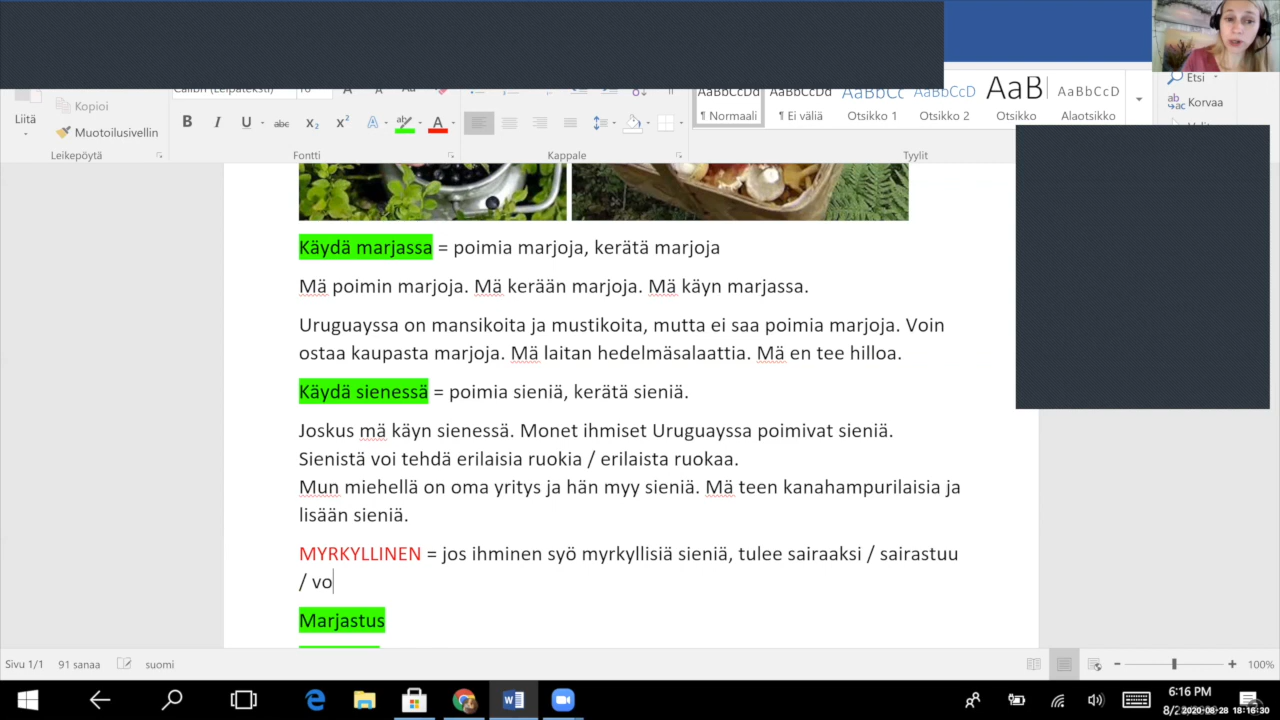 Etsi
Kopioi
Liitä
Muotoilusivellin
Korvaa
AaBbCcDd
AaBbCcDd
AaBbCc
AaBbCcD
AaB
AaBbCcD
¶ Normaali
¶ Ei väliä
Otsikko 1
Otsikko 2
Otsikko
Alaotsikko
B I U abc X₂ X² A ab A
Leikepöytä
Fontti
Kappale
Tyylit
Käydä marjassa = poimia marjoja, kerätä marjoja
Mä poimin marjoja. Mä kerään marjoja. Mä käyn marjassa.
Uruguayssa on mansikoita ja mustikoita, mutta ei saa poimia marjoja. Voin
ostaa kaupasta marjoja. Mä laitan hedelmäsalaattia. Mä en tee hilloa.
Käydä sienessä = poimia sieniä, kerätä sieniä.
Joskus mä käyn sienessä. Monet ihmiset Uruguayssa poimivat sieniä.
Sienistä voi tehdä erilaisia ruokia / erilaista ruokaa.
Mun miehellä on oma yritys ja hän myy sieniä. Mä teen kanahampurilaisia ja
lisään sieniä.
MYRKYLLINEN = jos ihminen syö myrkyllisiä sieniä, tulee sairaaksi / sairastuu
/ vo
Marjastus
Sivu 1/1
91 sanaa
suomi
100%
6:16 PM
2020-08-28 18:16:30